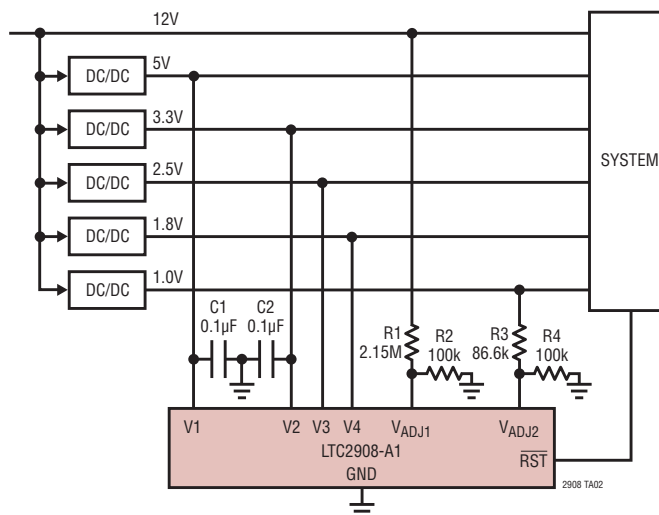 12V
5V
DC/DC
3.3V
DC/DC
2.5V
DC/DC
SYSTEM
1.8V
DC/DC
1.0V
DC/DC
C1
0.1µF
C2
0.1µF
R1
2.15M
R2
100k
R3
86.6k
R4
100k
V1
V2
V3
V4
VADJ1
VADJ2
LTC2908-A1
RST
GND
2908 TA02